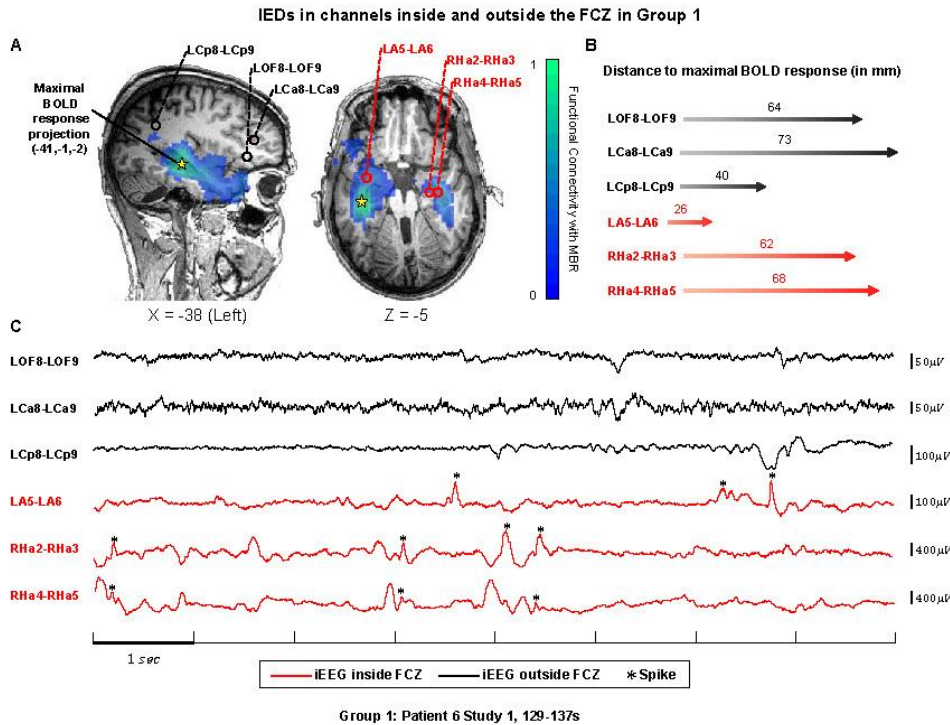 IEDs in channels inside and outside the FCZ in Group 1
A
LCp8-LCp9
LOF8-LOF9
LCa8-LCa9
Maximal
BOLD
response
projection
(-41,-1,-2)
X = -38 (Left)
LA5-LA6
RHa2-RHa3
RHa4-RHa5
Z = -5
1
0
Functional Connectivity with MBR
B
Distance to maximal BOLD response (in mm)
LOF8-LOF9 64
LCa8-LCa9 73
LCp8-LCp9 40
LA5-LA6 26
RHa2-RHa3 62
RHa4-RHa5 68
C
LOF8-LOF9 50µV
LCa8-LCa9 50µV
LCp8-LCp9 100µV
LA5-LA6 * * * 100µV
RHa2-RHa3 * * * * 400µV
RHa4-RHa5 * * * 400µV
1 sec
iEEG inside FCZ iEEG outside FCZ * Spike
Group 1: Patient 6 Study 1, 129-137s